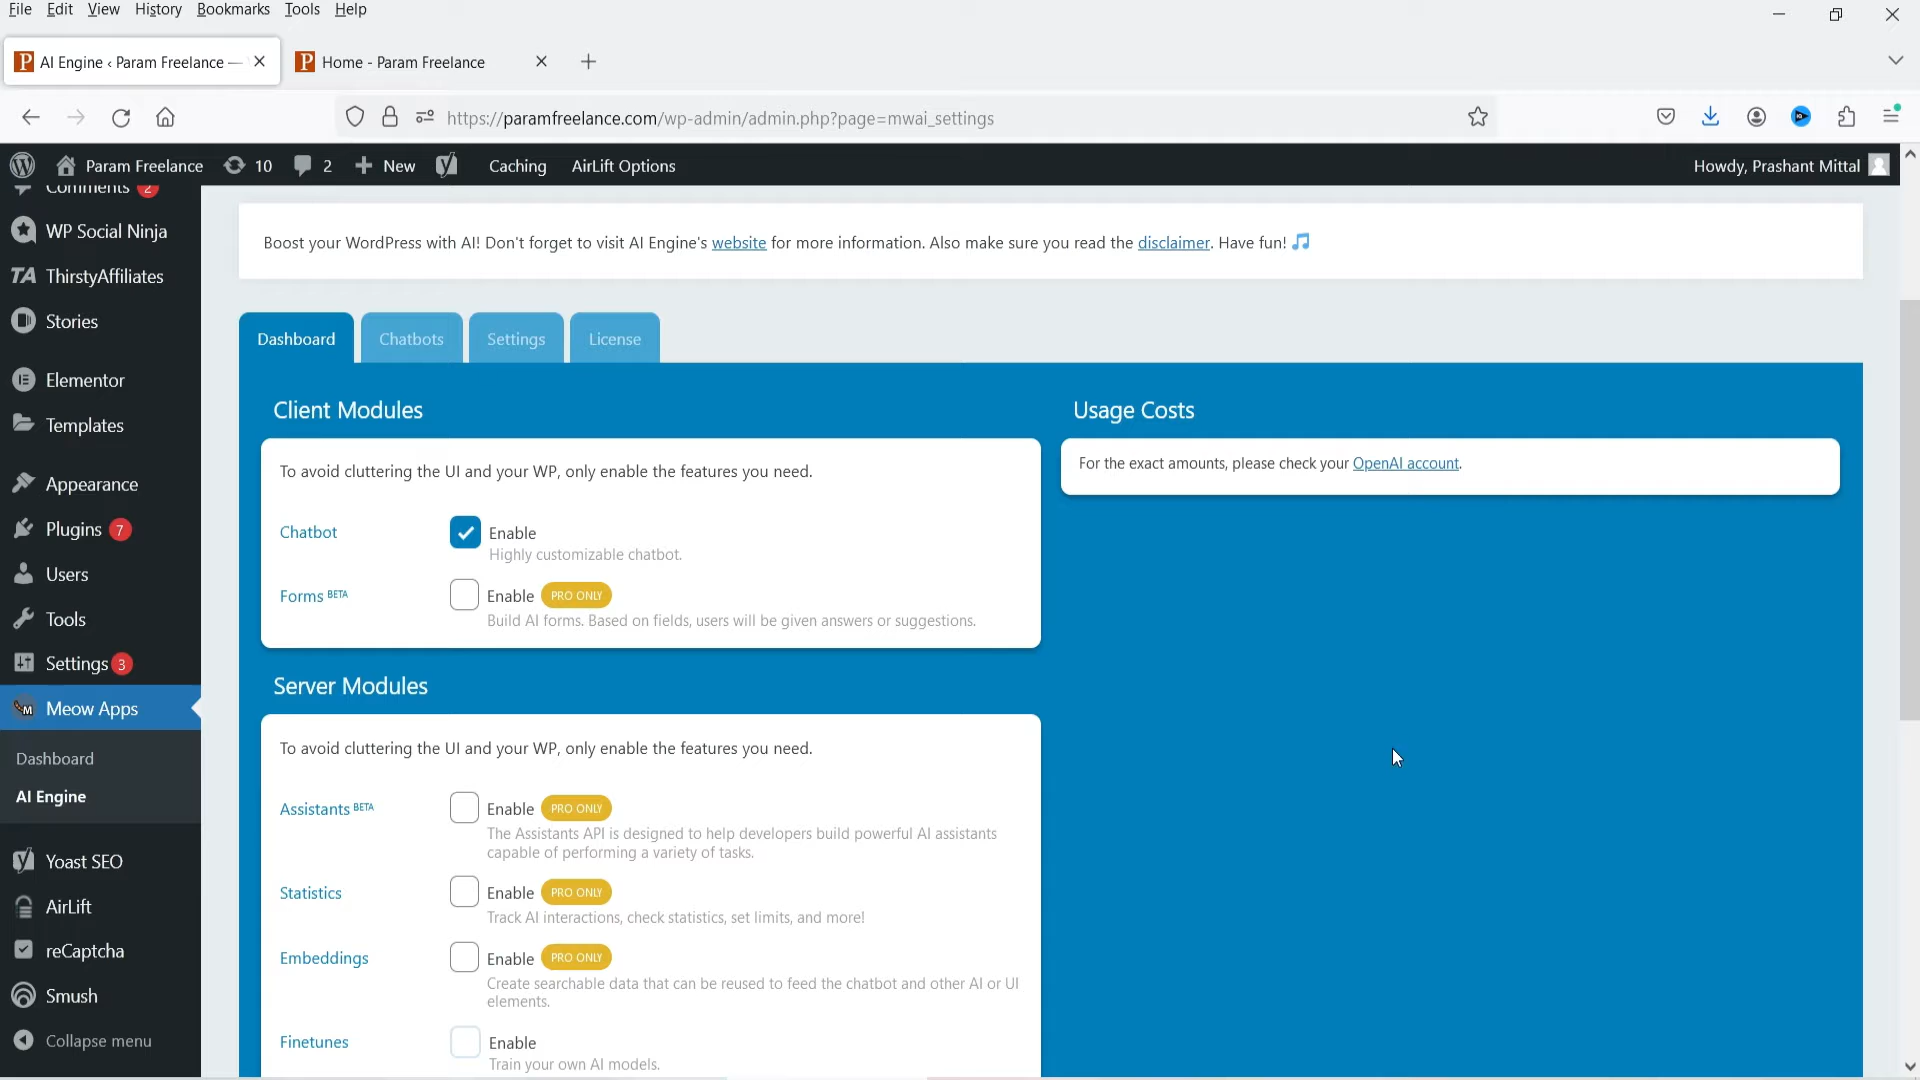 File Edit View History Bookmarks Tools Help
AI Engine ‹ Param Freelance —
Home - Param Freelance
https://paramfreelance.com/wp-admin/admin.php?page=mwai_settings
Param Freelance 10 2 New Caching AirLift Options Howdy, Prashant Mittal
Comments 2
WP Social Ninja
TA ThirstyAffiliates
Stories
Elementor
Templates
Appearance
Plugins 7
Users
Tools
Settings 3
Meow Apps
Dashboard
AI Engine
Yoast SEO
AirLift
reCaptcha
Smush
Collapse menu
Boost your WordPress with AI! Don't forget to visit AI Engine's website for more information. Also make sure you read the disclaimer. Have fun!
Dashboard Chatbots Settings License
Client Modules
To avoid cluttering the UI and your WP, only enable the features you need.
Chatbot Enable
Highly customizable chatbot.
Forms BETA Enable PRO ONLY
Build AI forms. Based on fields, users will be given answers or suggestions.
Server Modules
To avoid cluttering the UI and your WP, only enable the features you need.
Assistants BETA Enable PRO ONLY
The Assistants API is designed to help developers build powerful AI assistants
capable of performing a variety of tasks.
Statistics Enable PRO ONLY
Track AI interactions, check statistics, set limits, and more!
Embeddings Enable PRO ONLY
Create searchable data that can be reused to feed the chatbot and other AI or UI
elements.
Finetunes Enable
Train your own AI models.
Usage Costs
For the exact amounts, please check your OpenAI account.